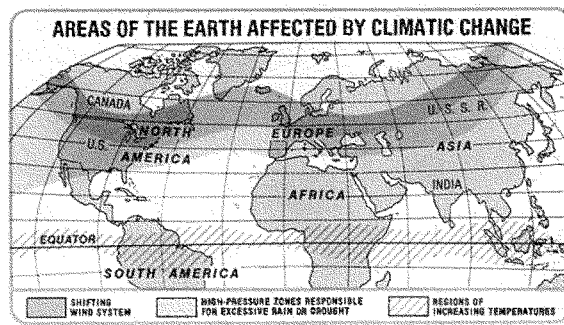 AREAS OF THE EARTH AFFECTED BY CLIMATIC CHANGE
CANADA
U. S. S. R.
NORTH
EUROPE
U.S.
AMERICA
ASIA
INDIA
AFRICA
EQUATOR
SOUTH AMERICA
SHIFTING
WIND SYSTEM
HIGH-PRESSURE ZONES RESPONSIBLE
FOR EXCESSIVE RAIN OR DROUGHT
REGIONS OF
INCREASING TEMPERATURES